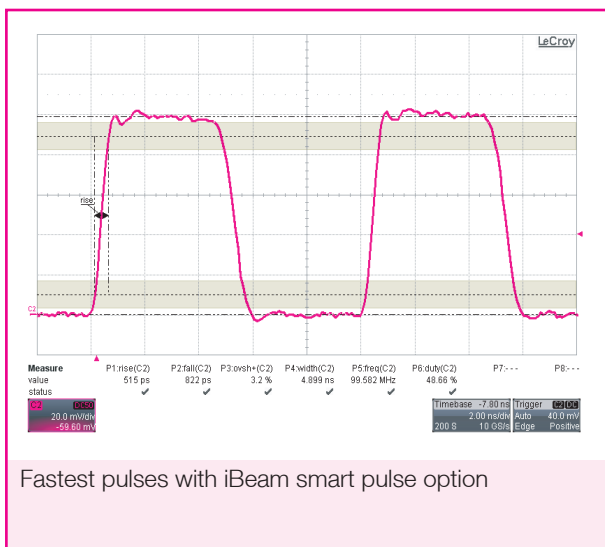 LeCroy
rise
C2
Measure P1:rise(C2) P2:fall(C2) P3:ovsh+(C2) P4:width(C2) P5:freq(C2) P6:duty(C2) P7:- - - P8:- - -
value 515 ps 822 ps 3.2 % 4.899 ns 99.582 MHz 48.66 %
status
C2 DC50
20.0 mV/div
-59.60 mV
Timebase -7.80 ns
2.00 ns/div
200 S 10 GS/s
Trigger C2 DC
Auto 40.0 mV
Edge Positive
Fastest pulses with iBeam smart pulse option